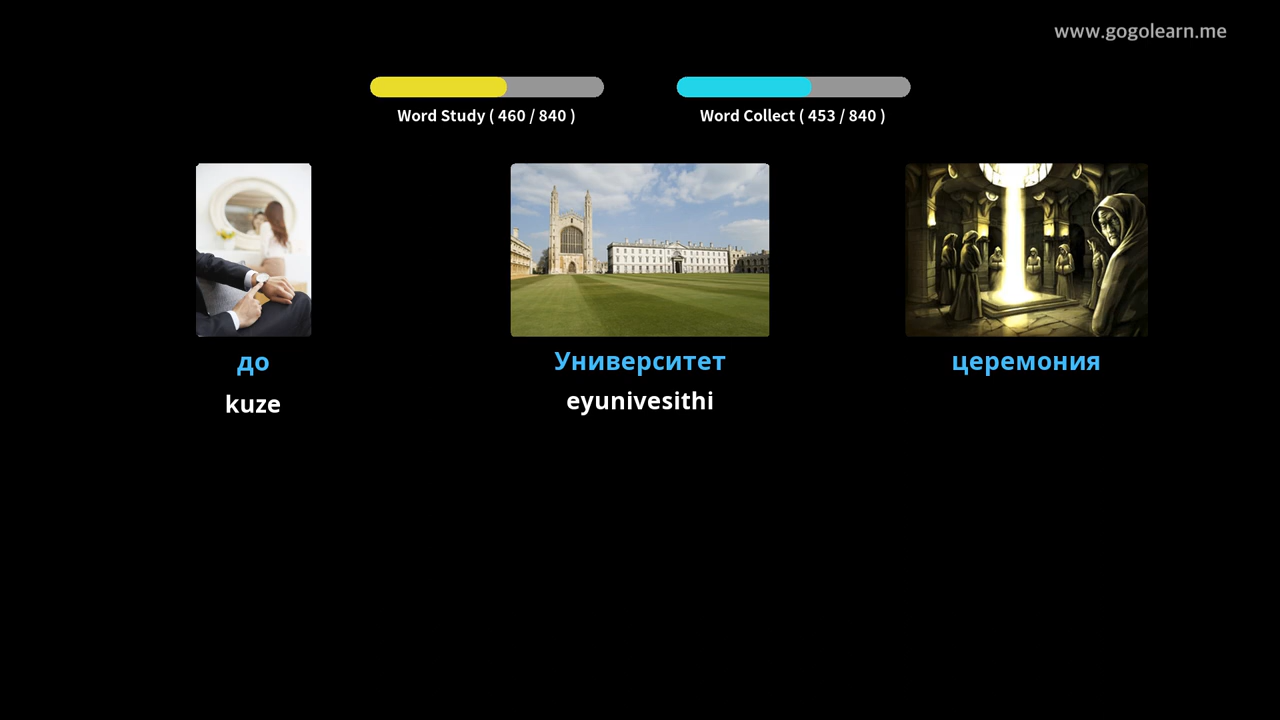 www.gogolearn.me
Word Study ( 460 / 840 )
Word Collect ( 453 / 840 )
до
Университет
церемония
kuze
eyunivesithi